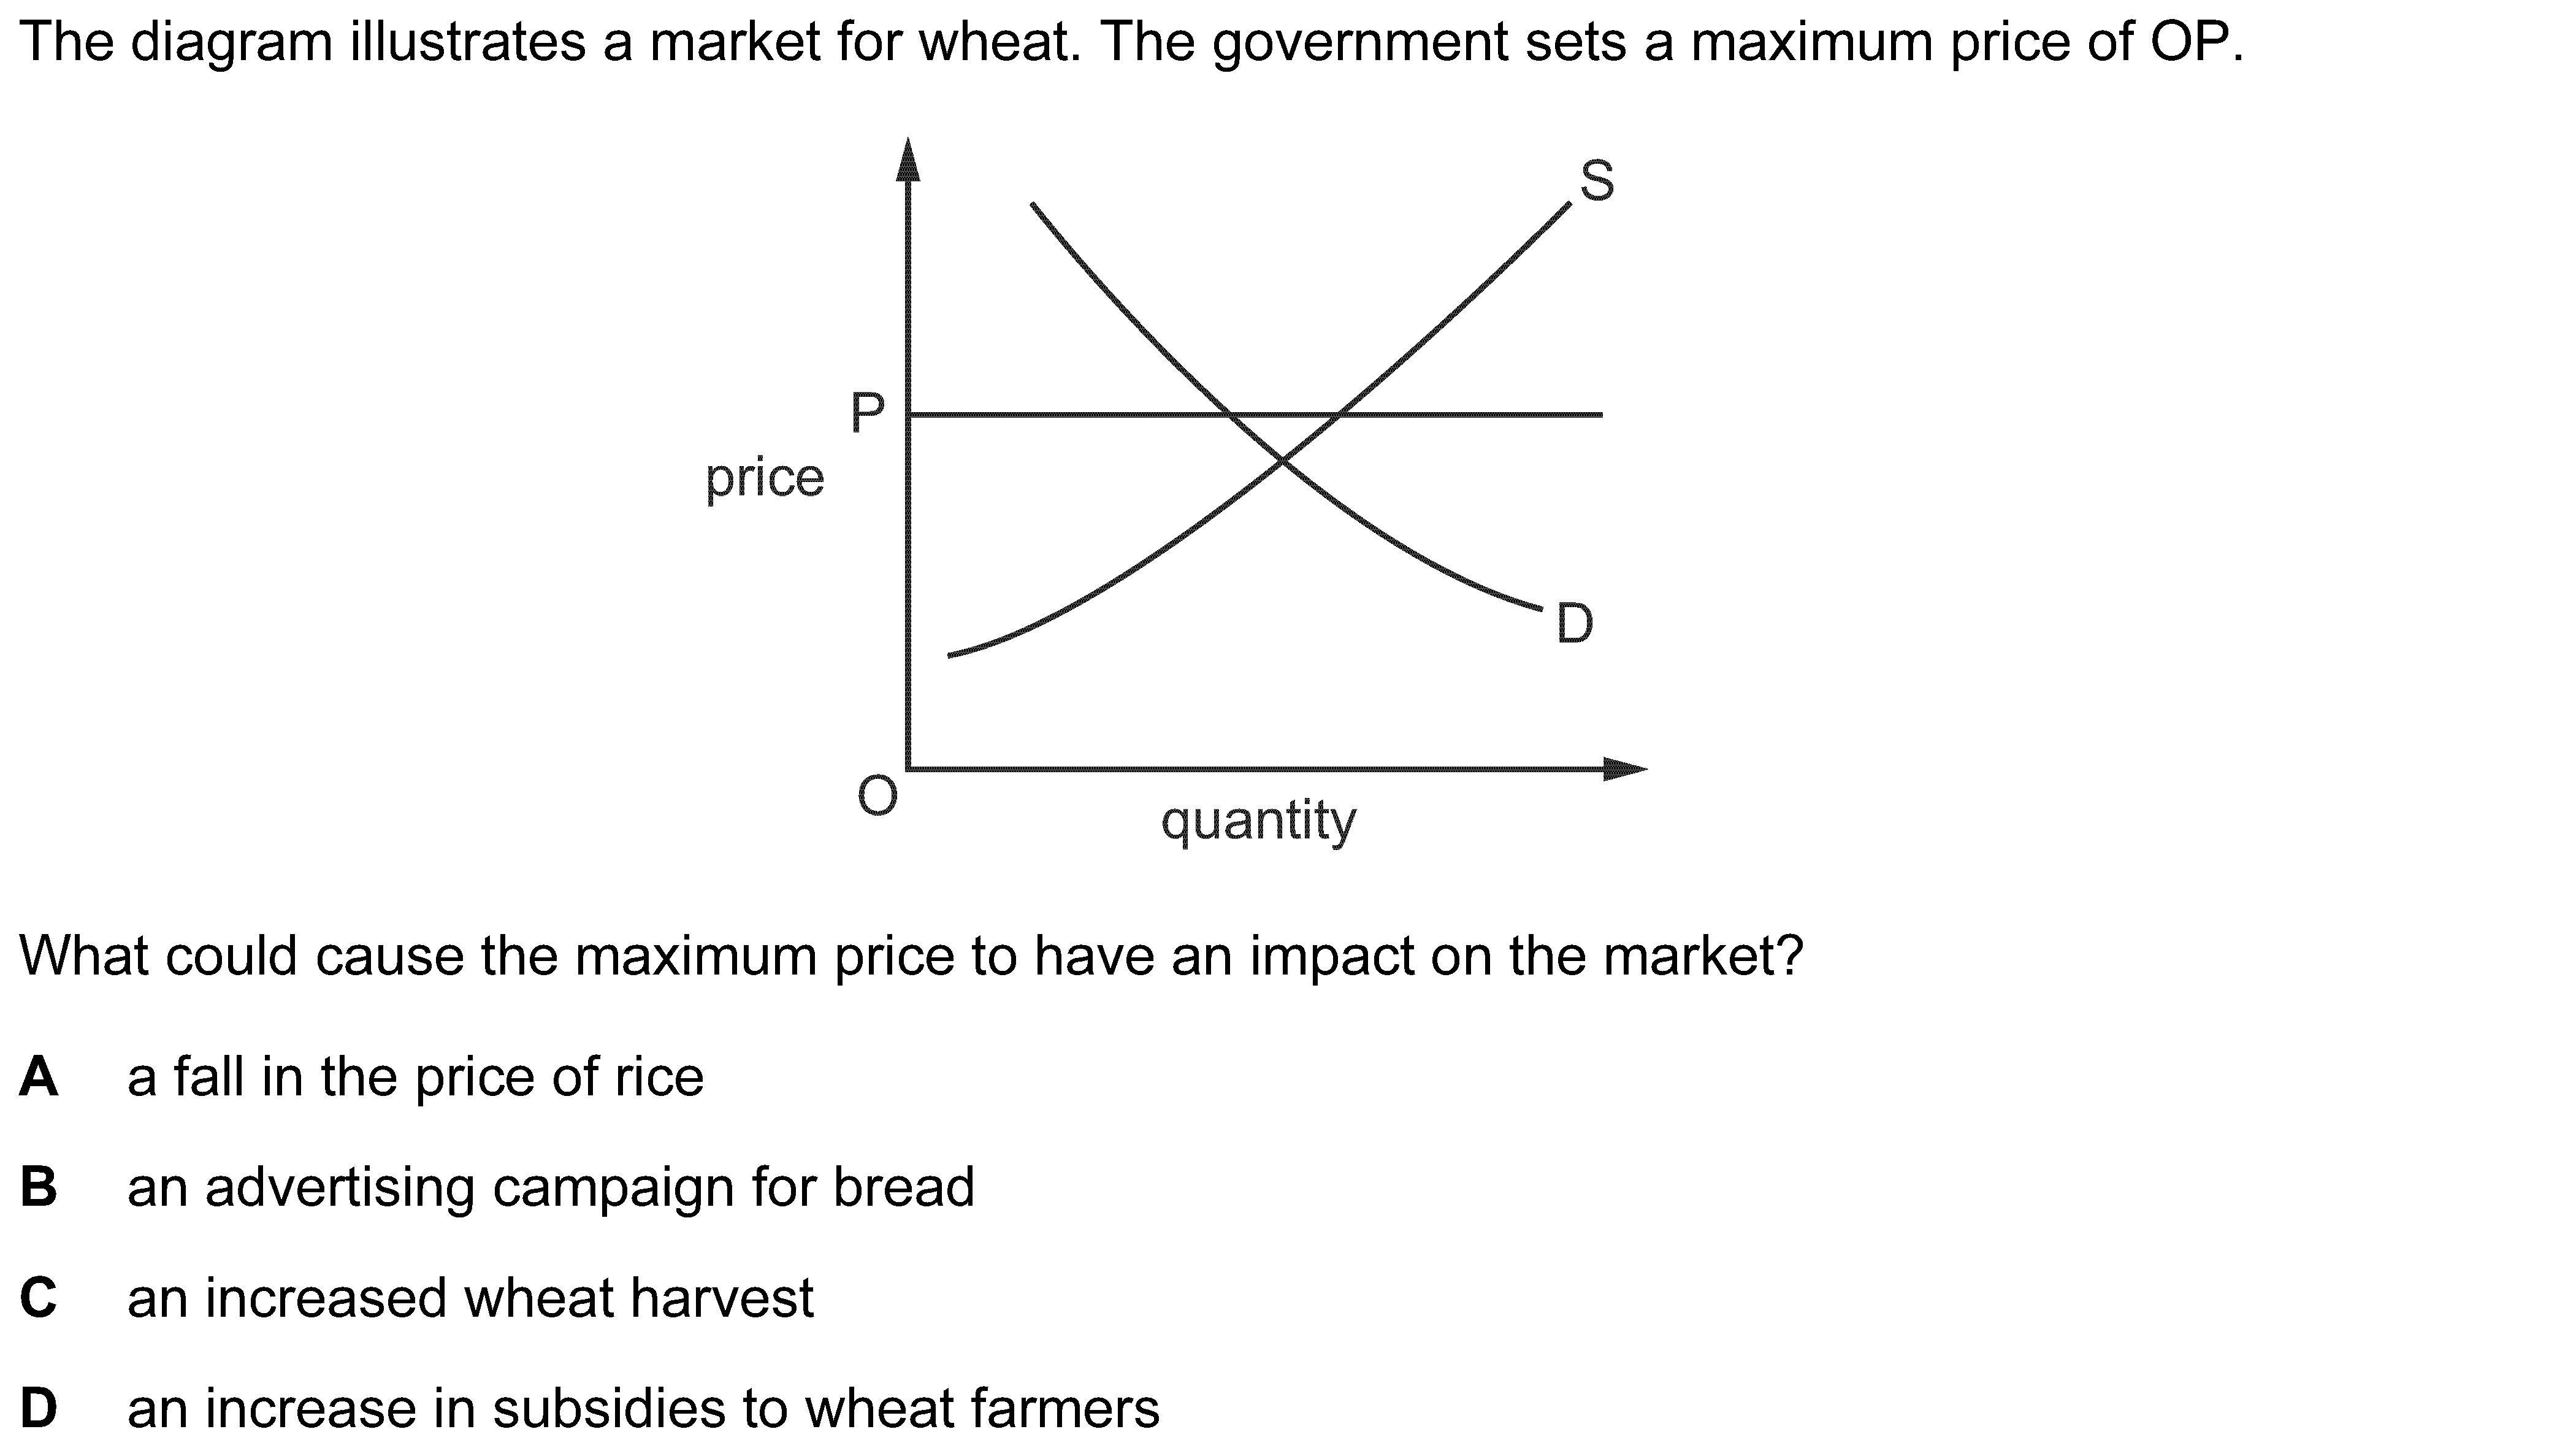 The diagram illustrates a market for wheat. The government sets a maximum price of OP.
S
P
price
D
O
quantity
What could cause the maximum price to have an impact on the market?
A a fall in the price of rice
B an advertising campaign for bread
C an increased wheat harvest
D an increase in subsidies to wheat farmers